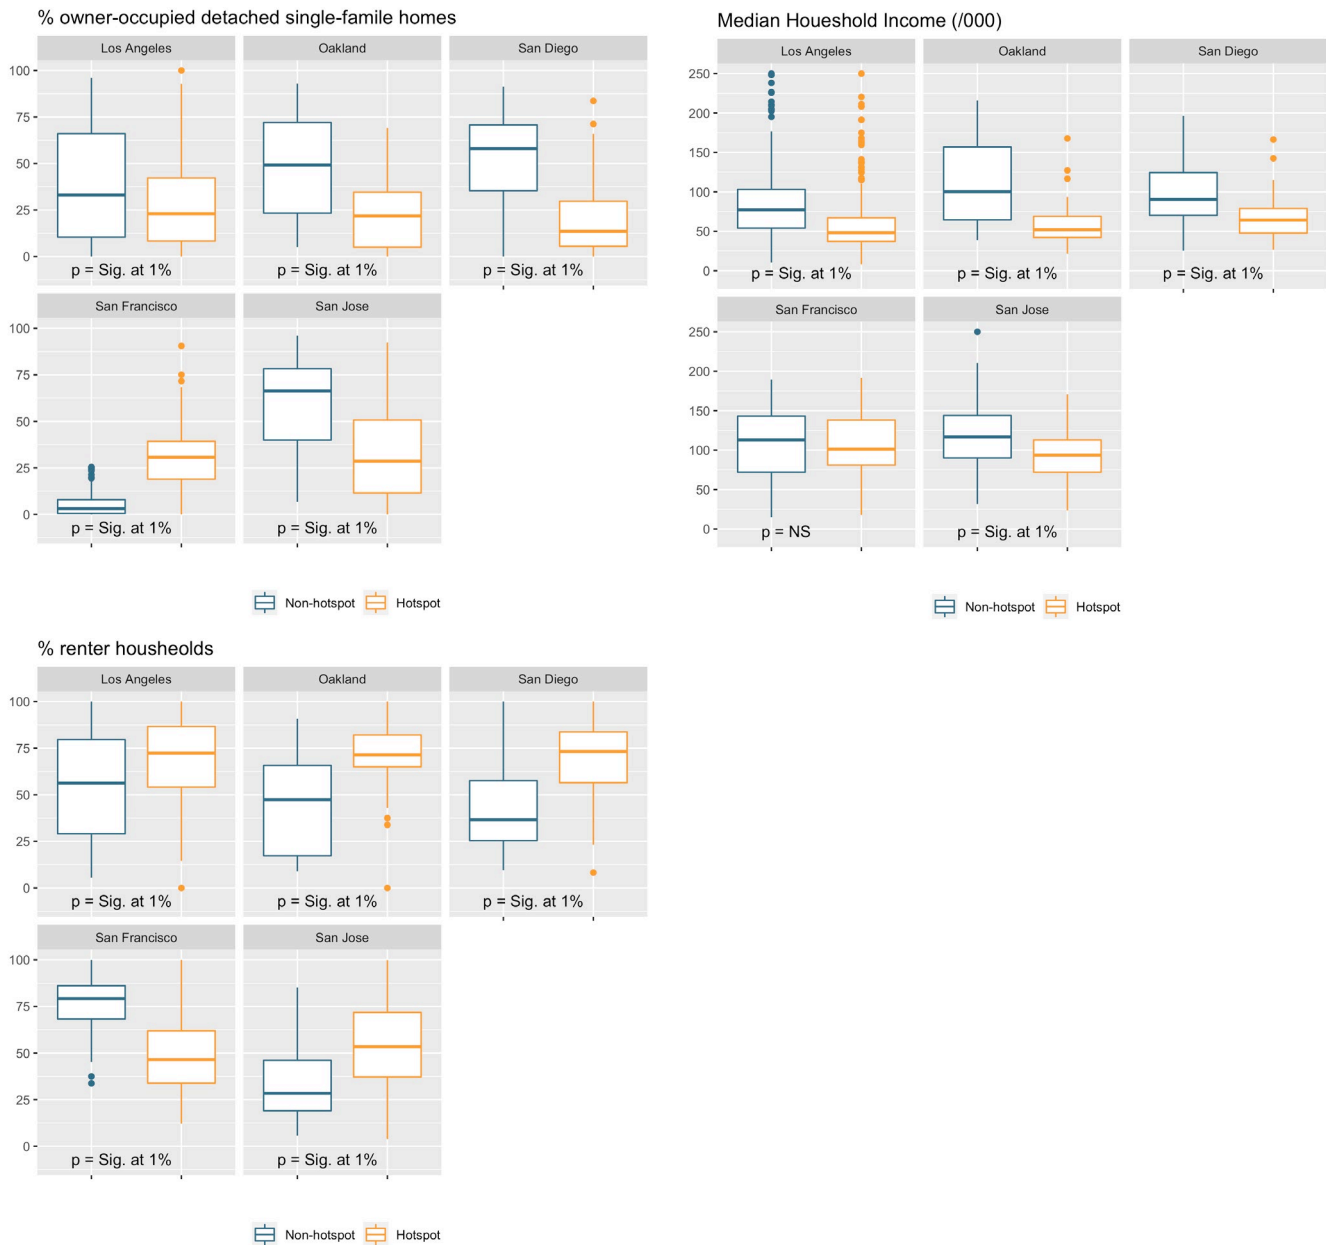 % owner-occupied detached single-famile homes
Los Angeles Oakland San Diego
100
75
50
25
0
p = Sig. at 1% p = Sig. at 1% p = Sig. at 1%
San Francisco San Jose
100
75
50
25
0
p = Sig. at 1% p = Sig. at 1%
Non-hotspot Hotspot
Median Houeshold Income (/000)
Los Angeles Oakland San Diego
250
200
150
100
50
0
p = Sig. at 1% p = Sig. at 1% p = Sig. at 1%
San Francisco San Jose
250
200
150
100
50
0
p = NS p = Sig. at 1%
Non-hotspot Hotspot
% renter housheolds
Los Angeles Oakland San Diego
100
75
50
25
0
p = Sig. at 1% p = Sig. at 1% p = Sig. at 1%
San Francisco San Jose
100
75
50
25
0
p = Sig. at 1% p = Sig. at 1%
Non-hotspot Hotspot